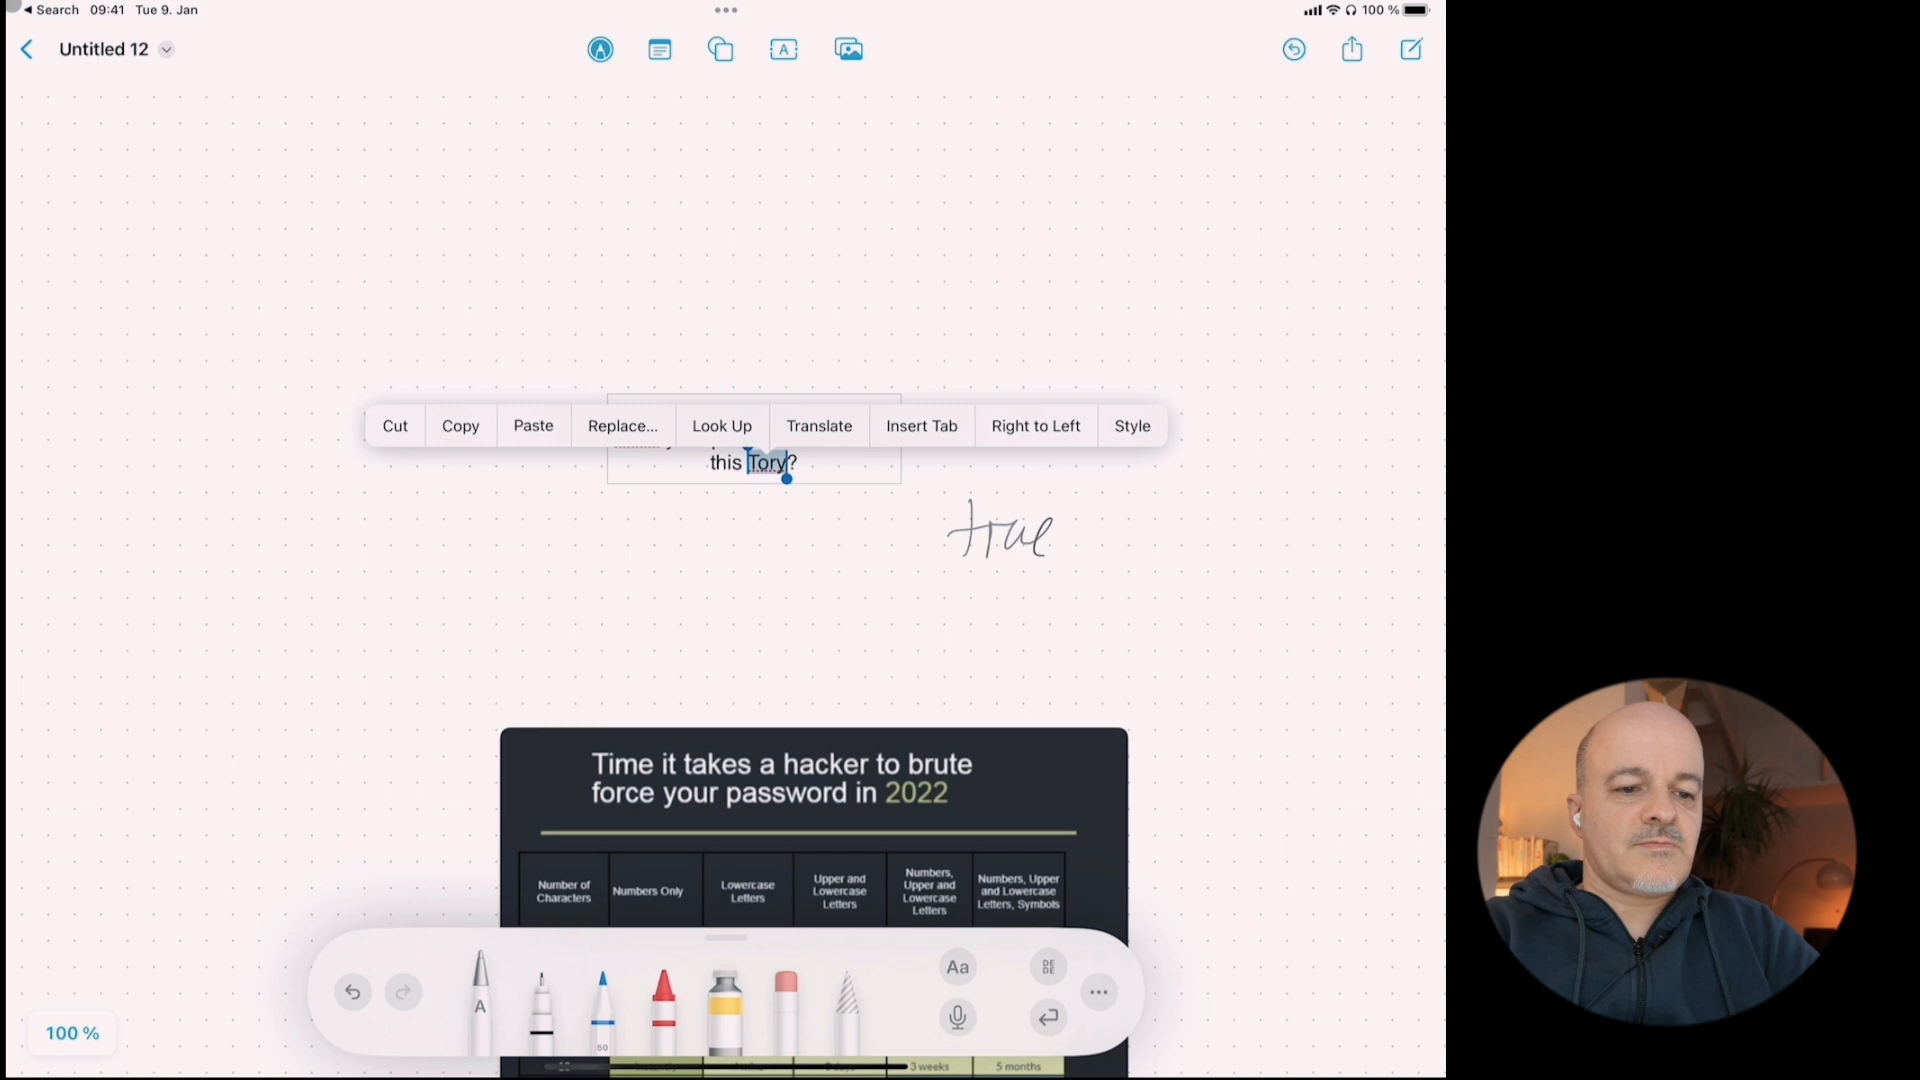 Search 09:41 Tue 9. Jan
100 %
Untitled 12
A
Cut Copy Paste Replace... Look Up Translate Insert Tab Right to Left Style
this Tory?
true
Time it takes a hacker to brute
force your password in 2022
Number of Characters
Numbers Only
Lowercase Letters
Upper and Lowercase Letters
Numbers, Upper and Lowercase Letters
Numbers, Upper and Lowercase Letters, Symbols
A
50
Aa
DE
DE
100 %
3 weeks
5 months